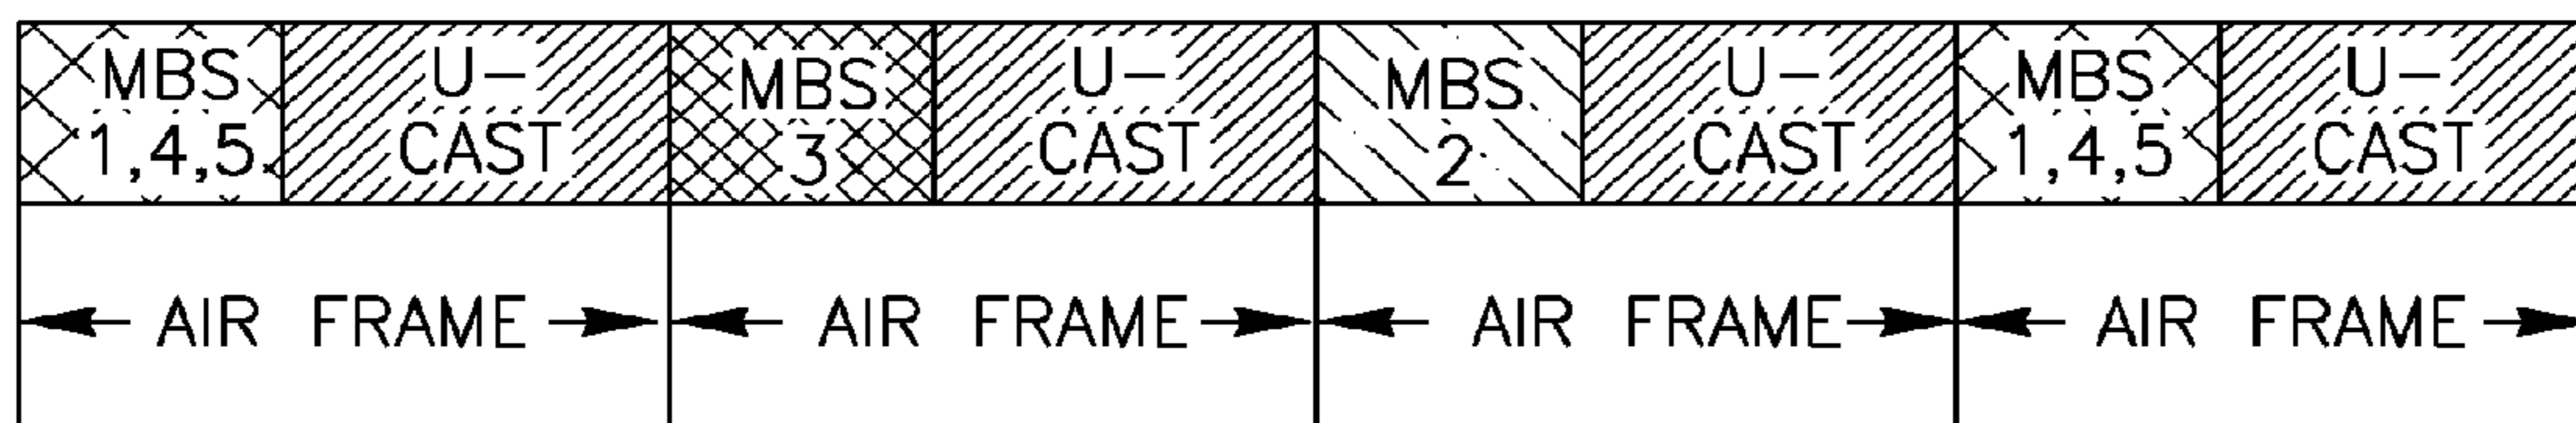 MBS
1,4,5
U-
CAST
MBS
3
U-
CAST
MBS
2
U-
CAST
MBS
1,4,5
U-
CAST
AIR FRAME
AIR FRAME
AIR FRAME
AIR FRAME